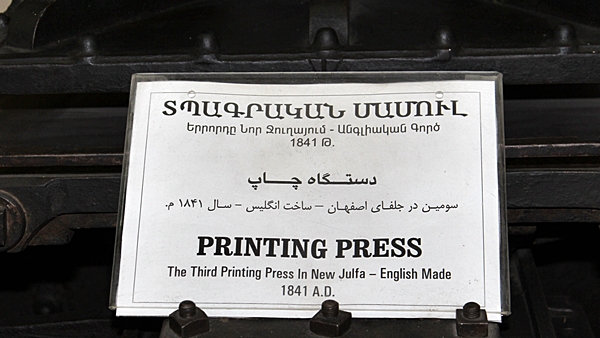 ՏՊԱԳՐԱԿԱՆ ՄԱՄՈՒԼ
Երրորդը Նոր Ջուղայում - Անգլիական Գործ
1841 Թ.
دستگاه چاپ
سومین در جلفای اصفهان – ساخت انگلیس – سال ۱۸۴۱ م.
PRINTING PRESS
The Third Printing Press In New Julfa – English Made
1841 A.D.